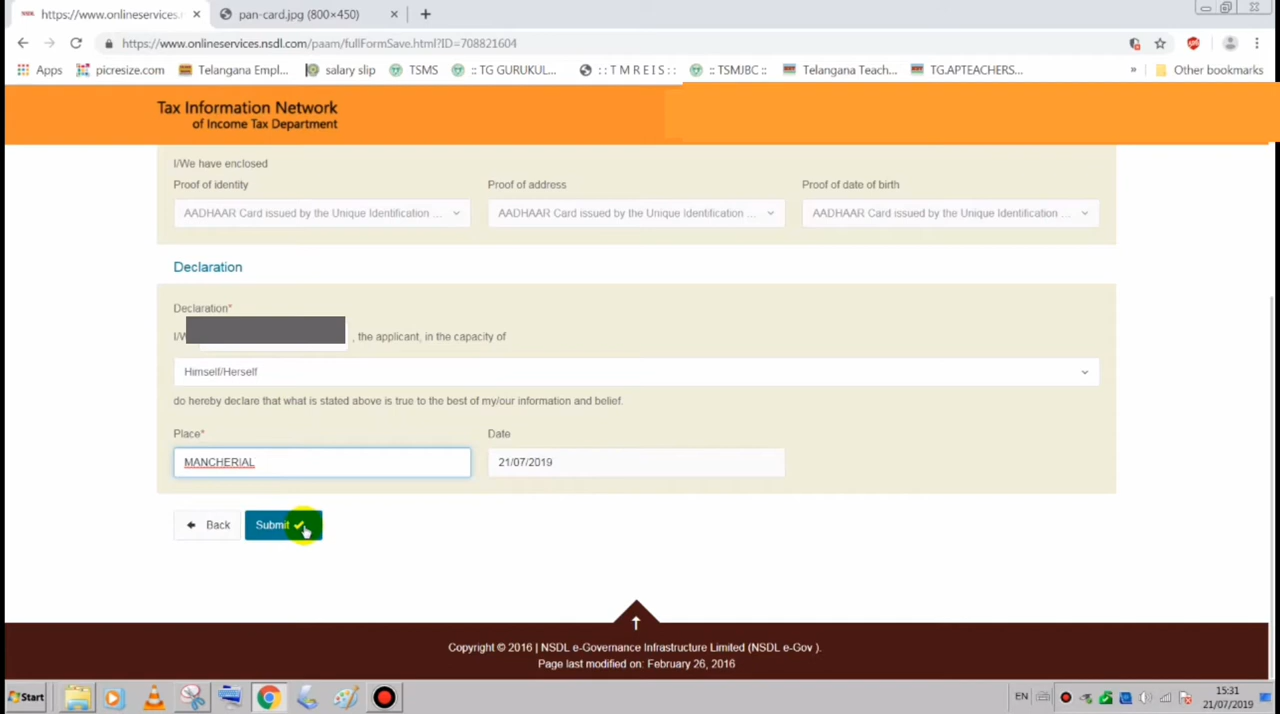 https://www.onlineservices.nsdl
pan-card.jpg (800×450)
https://www.onlineservices.nsdl.com/paam/fullFormSave.html?ID=708821604
Apps picresize.com Telangana Empl... salary slip TSMS :: TG GURUKUL... : : T M R E I S : : :: TSMJBC :: Telangana Teach... TG.APTEACHERS... » Other bookmarks
Tax Information Network
of Income Tax Department
I/We have enclosed
Proof of identity Proof of address Proof of date of birth
AADHAAR Card issued by the Unique Identification ... AADHAAR Card issued by the Unique Identification ... AADHAAR Card issued by the Unique Identification ...
Declaration
Declaration*
, the applicant, in the capacity of
Himself/Herself
do hereby declare that what is stated above is true to the best of my/our information and belief.
Place* Date
MANCHERIAL 21/07/2019
Back Submit
Copyright © 2016 | NSDL e-Governance Infrastructure Limited (NSDL e-Gov ).
Page last modified on: February 26, 2016
Start EN 15:31
21/07/2019